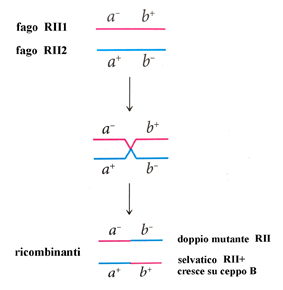 a⁻ b⁺
fago RII1
fago RII2
a⁺ b⁻
a⁻ b⁺
a⁺ b⁻
a⁻ b⁻
doppio mutante RII
ricombinanti
selvatico RII+
a⁺ b⁺
cresce su ceppo B